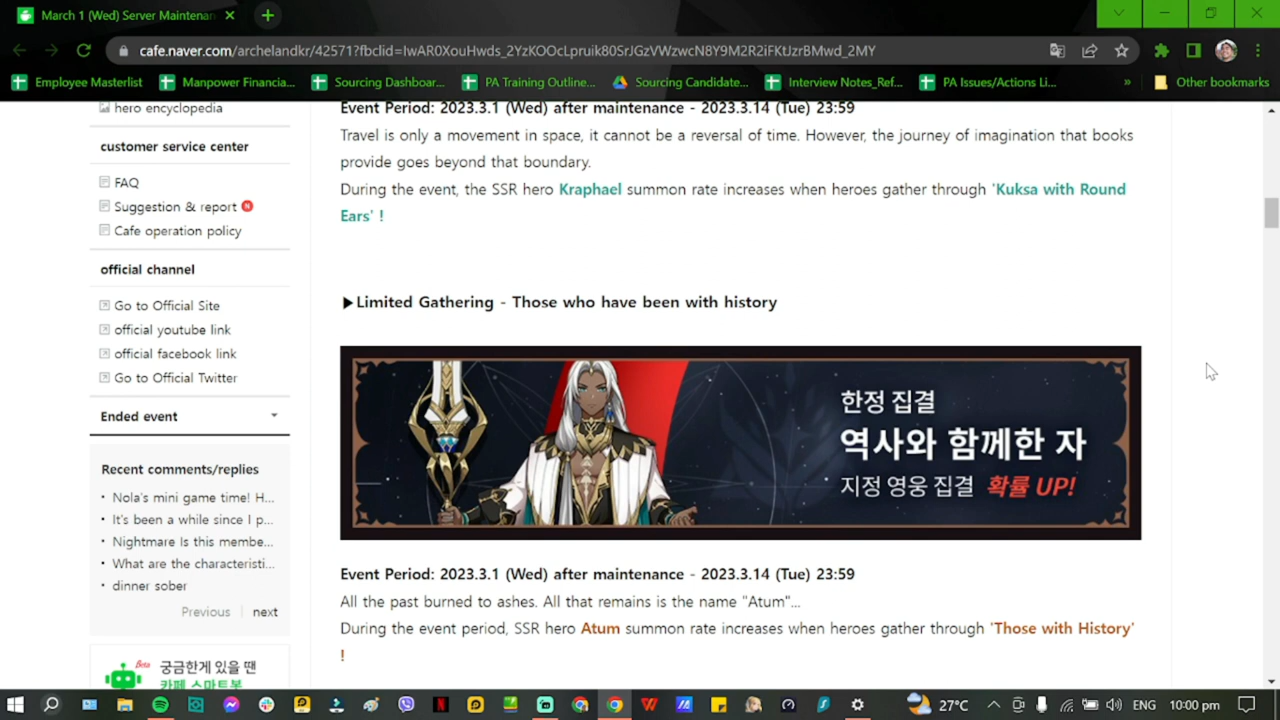 March 1 (Wed) Server Maintenan
cafe.naver.com/archelandkr/42571?fbclid=IwAR0XouHwds_2YzKOOcLpruik80SrJGzVWzwcN8Y9M2R2iFKtJzrBMwd_2MY
Employee Masterlist
Manpower Financia...
Sourcing Dashboar...
PA Training Outline...
Sourcing Candidate...
Interview Notes_Ref...
PA Issues/Actions Li...
»
Other bookmarks
hero encyclopedia
customer service center
FAQ
Suggestion & report N
Cafe operation policy
official channel
Go to Official Site
official youtube link
official facebook link
Go to Official Twitter
Ended event
Recent comments/replies
• Nola's mini game time! H...
• It's been a while since I p...
• Nightmare Is this membe...
• What are the characteristi...
• dinner sober
Previous next
Beta
궁금한게 있을 땐
카페 스마트봇
Event Period: 2023.3.1 (Wed) after maintenance - 2023.3.14 (Tue) 23:59
Travel is only a movement in space, it cannot be a reversal of time. However, the journey of imagination that books
provide goes beyond that boundary.
During the event, the SSR hero Kraphael summon rate increases when heroes gather through 'Kuksa with Round
Ears' !
▶Limited Gathering - Those who have been with history
한정 집결
역사와 함께한 자
지정 영웅 집결 확률 UP!
Event Period: 2023.3.1 (Wed) after maintenance - 2023.3.14 (Tue) 23:59
All the past burned to ashes. All that remains is the name "Atum"...
During the event period, SSR hero Atum summon rate increases when heroes gather through 'Those with History'
!
27°C
ENG
10:00 pm